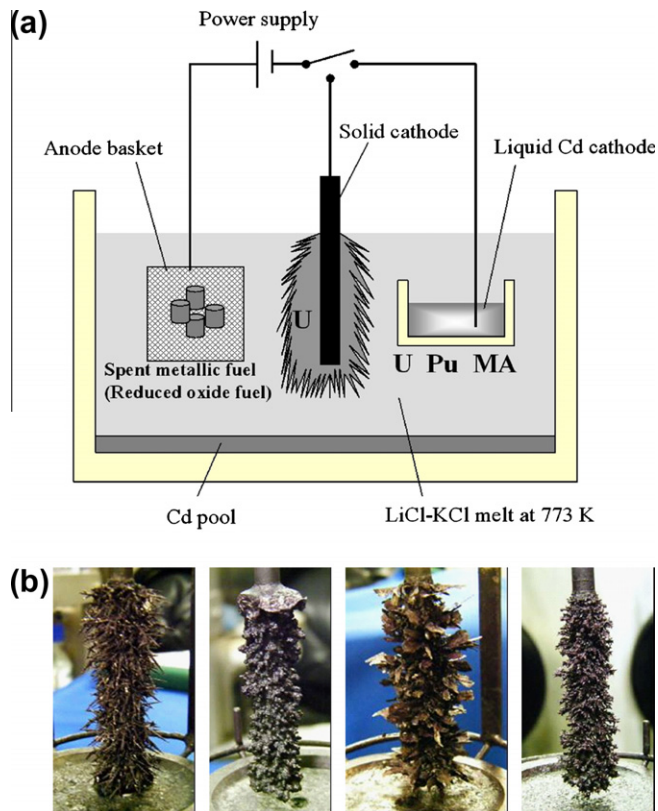 (a)
Power supply
Solid cathode
Anode basket
Liquid Cd cathode
U
Spent metallic fuel
(Reduced oxide fuel)
U Pu MA
Cd pool
LiCl-KCl melt at 773 K
(b)